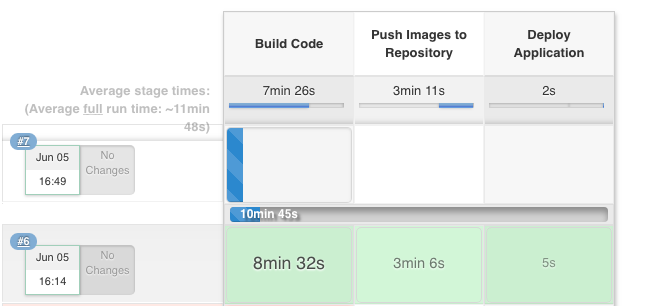 Build Code
Push Images to
Repository
Deploy
Application
Average stage times:
(Average full run time: ~11min
48s)
7min 26s
3min 11s
2s
#7
Jun 05
16:49
No
Changes
10min 45s
#6
Jun 05
16:14
No
Changes
8min 32s
3min 6s
5s